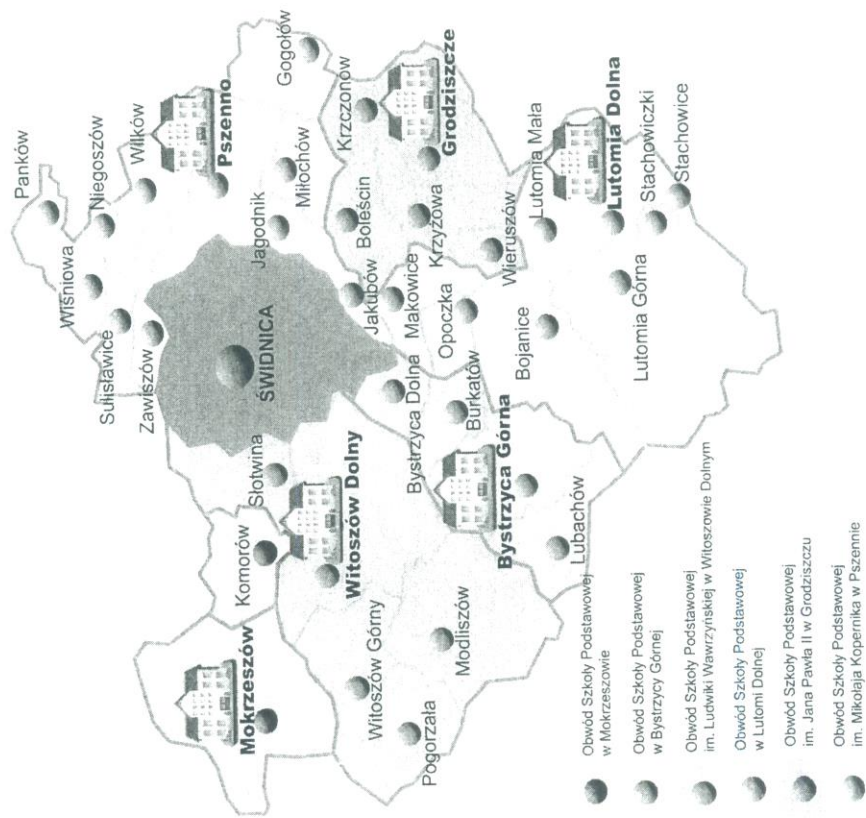 Panków
Wiśniowa
Niegoszów
Sulisławice
Wilków
Zawiszów
Pszenno
Gogołów
ŚWIDNICA
Jagodnik
Miłochów
Krzczonów
Grodziszcze
Boleścin
Krzyżowa
Jakubów
Makowice
Wieruszów
Lutomia Mała
Lutomia Dolna
Stachowiczki
Stachowice
Opoczka
Bojanice
Lutomia Górna
Bystrzyca Dolna
Burkatów
Bystrzyca Górna
Lubachów
Słotwina
Witoszów Dolny
Komorów
Mokrzeszów
Witoszów Górny
Modliszów
Pogorzała
Obwód Szkoły Podstawowej
w Mokrzeszowie
Obwód Szkoły Podstawowej
w Bystrzycy Górnej
Obwód Szkoły Podstawowej
im. Ludwiki Wawrzyńskiej w Witoszowie Dolnym
Obwód Szkoły Podstawowej
w Lutomi Dolnej
Obwód Szkoły Podstawowej
im. Jana Pawła II w Grodziszczu
Obwód Szkoły Podstawowej
im. Mikołaja Kopernika w Pszennie